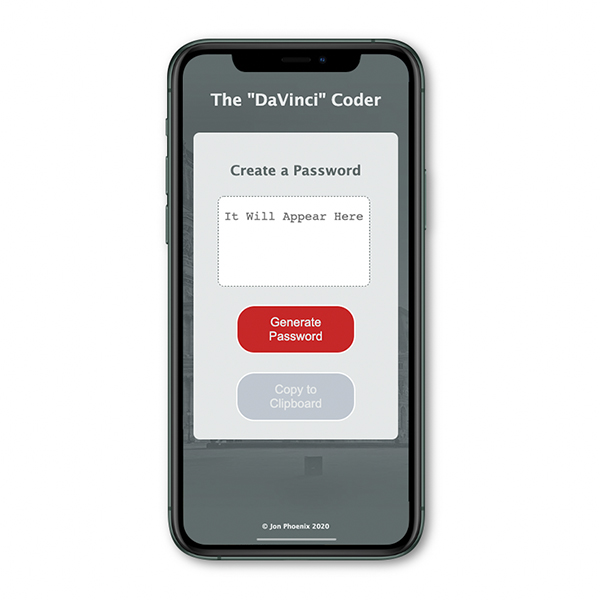 The "DaVinci" Coder
Create a Password
It Will Appear Here
Generate
Password
Copy to
Clipboard
© Jon Phoenix 2020